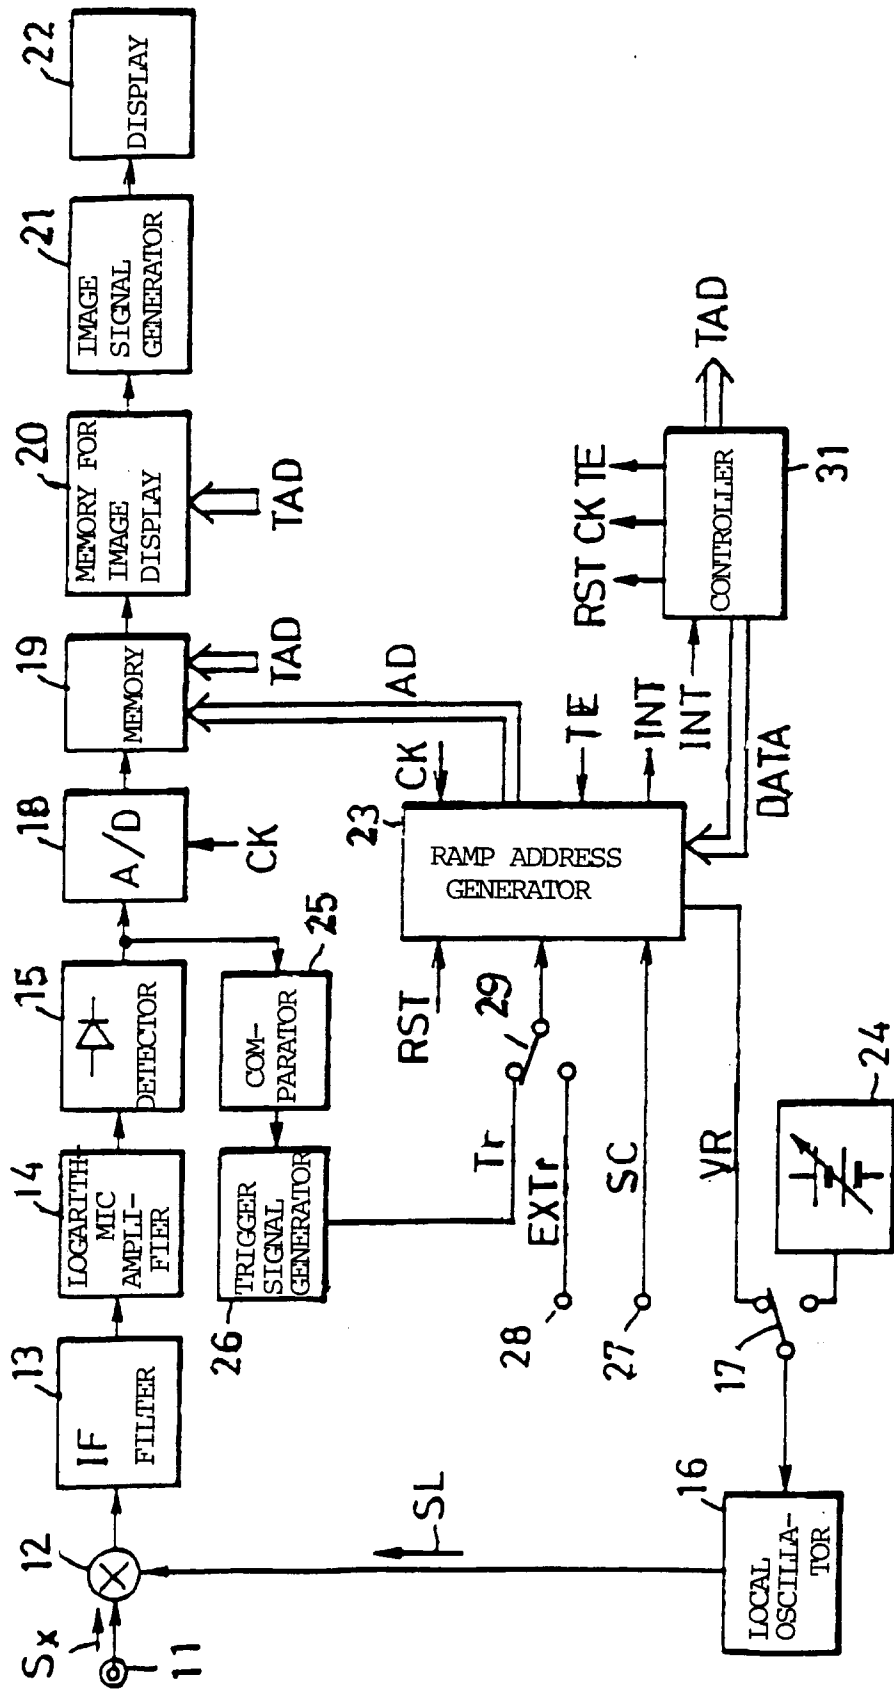 Sx
11
12
13
IF
FILTER
14
LOGARITH-
MIC
AMPLI-
FIER
15
DETECTOR
18
A/D
CK
19
MEMORY
TAD
20
MEMORY FOR
IMAGE
DISPLAY
TAD
21
IMAGE
SIGNAL
GENERATOR
22
DISPLAY
25
COM-
PARATOR
26
TRIGGER
SIGNAL
GENERATOR
AD
23
RAMP ADDRESS
GENERATOR
CK
TE
INT
RST
29
Tr
EXTr
28
SC
27
VR
DATA
INT
RST CK TE
CONTROLLER
31
TAD
24
17
16
LOCAL
OSCILLA-
TOR
SL